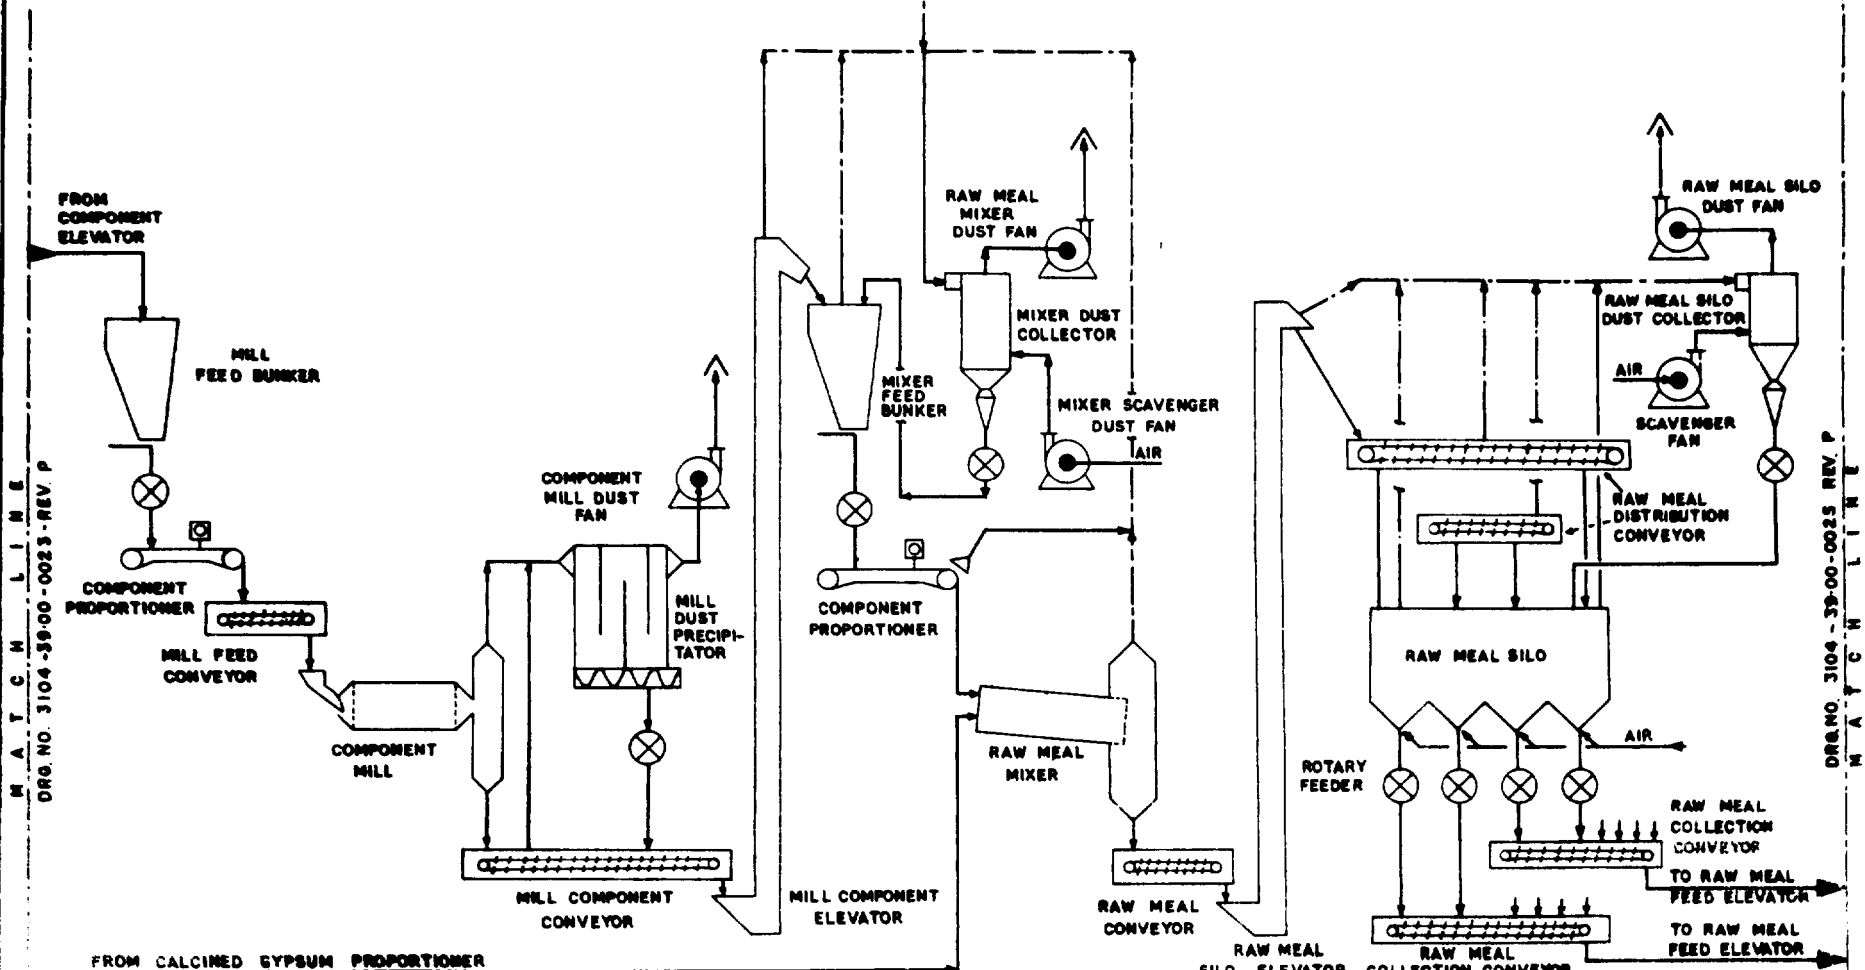 FROM
COMPONENT
ELEVATOR
MILL
FEED BUNKER
COMPONENT
PROPORTIONER
MILL FEED
CONVEYOR
COMPONENT
MILL
COMPONENT
MILL DUST
FAN
MILL
DUST
PRECIPI-
TATOR
MILL COMPONENT
CONVEYOR
MILL COMPONENT
ELEVATOR
FROM CALCINED GYPSUM PROPORTIONER
RAW MEAL
MIXER
DUST FAN
MIXER DUST
COLLECTOR
MIXER
FEED
BUNKER
MIXER SCAVENGER
DUST FAN
AIR
COMPONENT
PROPORTIONER
RAW MEAL
MIXER
RAW MEAL
CONVEYOR
RAW MEAL
SILO ELEVATOR
RAW MEAL SILO
DUST FAN
RAW MEAL SILO
DUST COLLECTOR
AIR
SCAVENGER
FAN
RAW MEAL
DISTRIBUTION
CONVEYOR
RAW MEAL SILO
AIR
ROTARY
FEEDER
RAW MEAL
COLLECTION
CONVEYOR
TO RAW MEAL
FEED ELEVATOR
TO RAW MEAL
FEED ELEVATOR
RAW MEAL
COLLECTION CONVEYOR
MATCH LINE
DRG. NO. 3104-39-00-0023-REV. P
DRG. NO. 3104-39-00-0025 REV. P
MATCH LINE